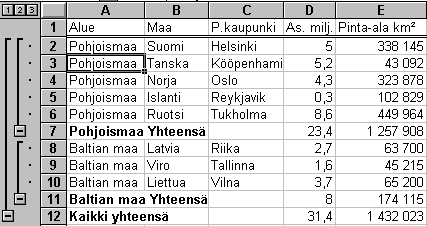 1 2 3 A B C D E
1 Alue Maa P.kaupunki As. milj. Pinta-ala km²
2 Pohjoismaa Suomi Helsinki 5 338 145
3 Pohjoismaa Tanska Kööpenhami 5,2 43 092
4 Pohjoismaa Norja Oslo 4,3 323 878
5 Pohjoismaa Islanti Reykjavik 0,3 102 829
6 Pohjoismaa Ruotsi Tukholma 8,6 449 964
7 Pohjoismaa Yhteensä 23,4 1 257 908
8 Baltian maa Latvia Riika 2,7 63 700
9 Baltian maa Viro Tallinna 1,6 45 215
10 Baltian maa Liettua Vilna 3,7 65 200
11 Baltian maa Yhteensä 8 174 115
12 Kaikki yhteensä 31,4 1 432 023